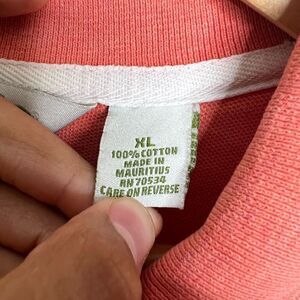 XL
100% COTTON
MADE IN
MAURITIUS
RN 70534
CARE ON REVERSE